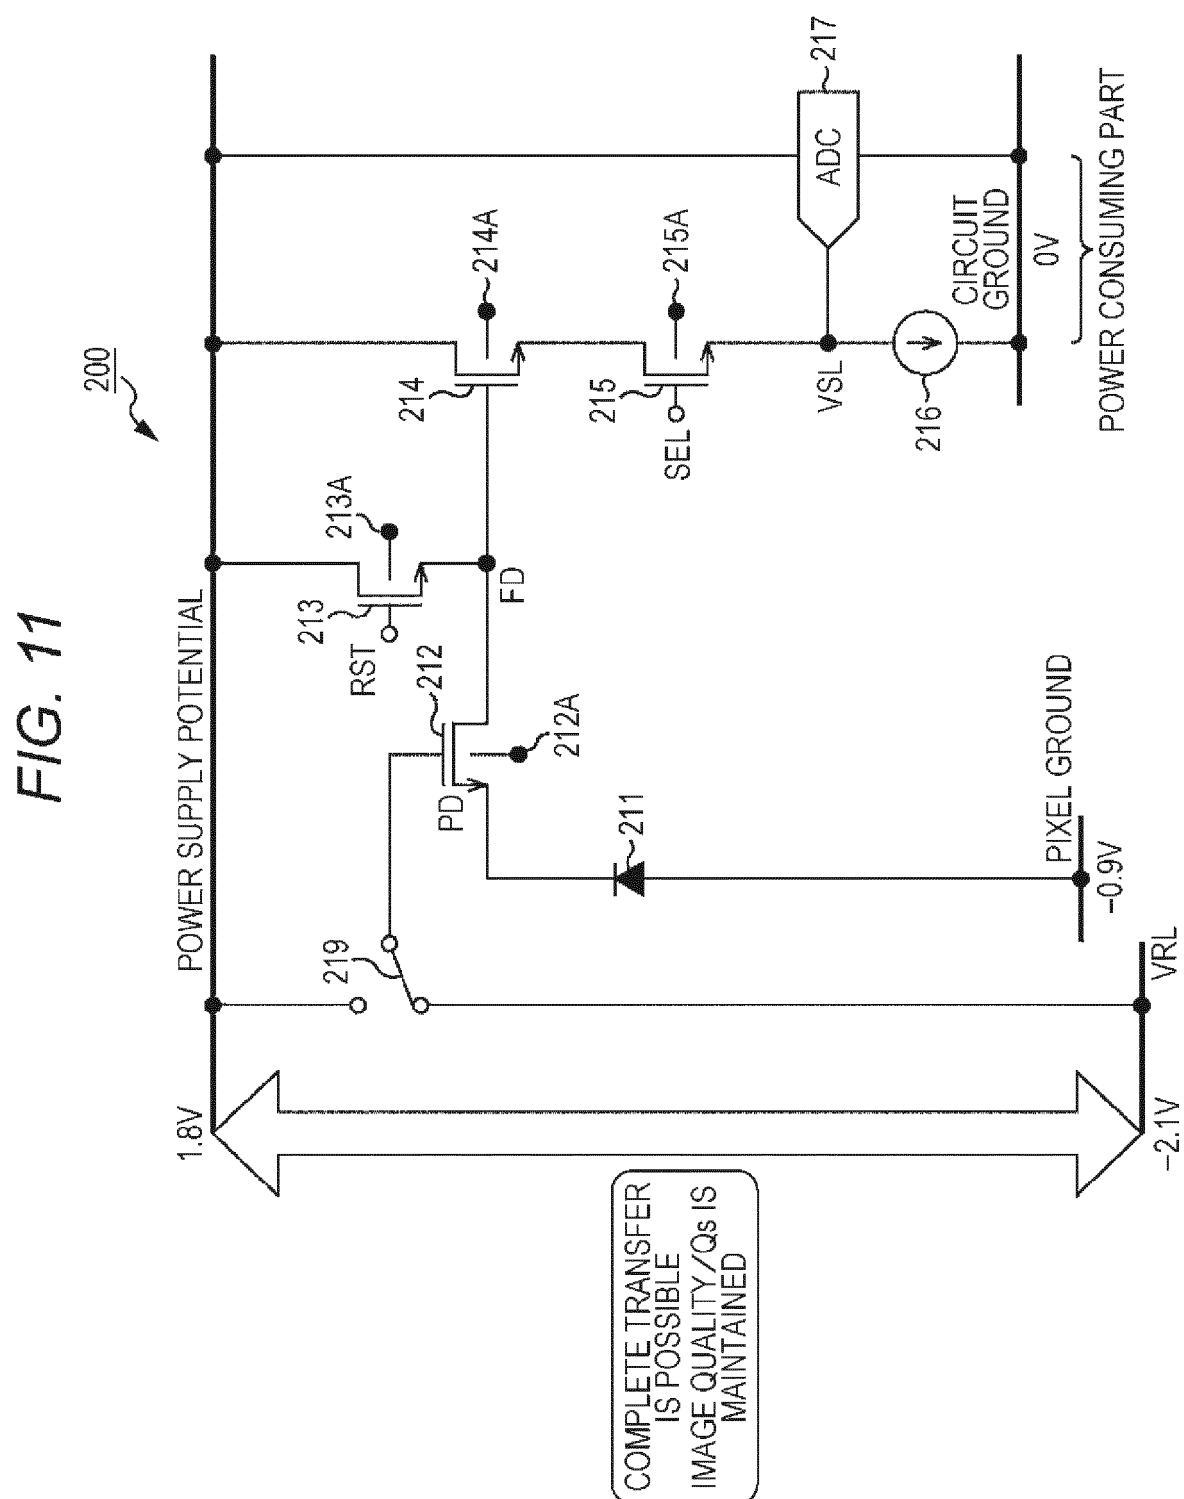 FIG. 11
200
POWER SUPPLY POTENTIAL
1.8V
219
RST
213
213A
FD
214
214A
PD
212
212A
SEL
215
215A
211
VSL
ADC
217
216
CIRCUIT
GROUND
0V
POWER CONSUMING PART
PIXEL GROUND
−0.9V
VRL
−2.1V
COMPLETE TRANSFER
IS POSSIBLE
IMAGE QUALITY/Qs IS
MAINTAINED